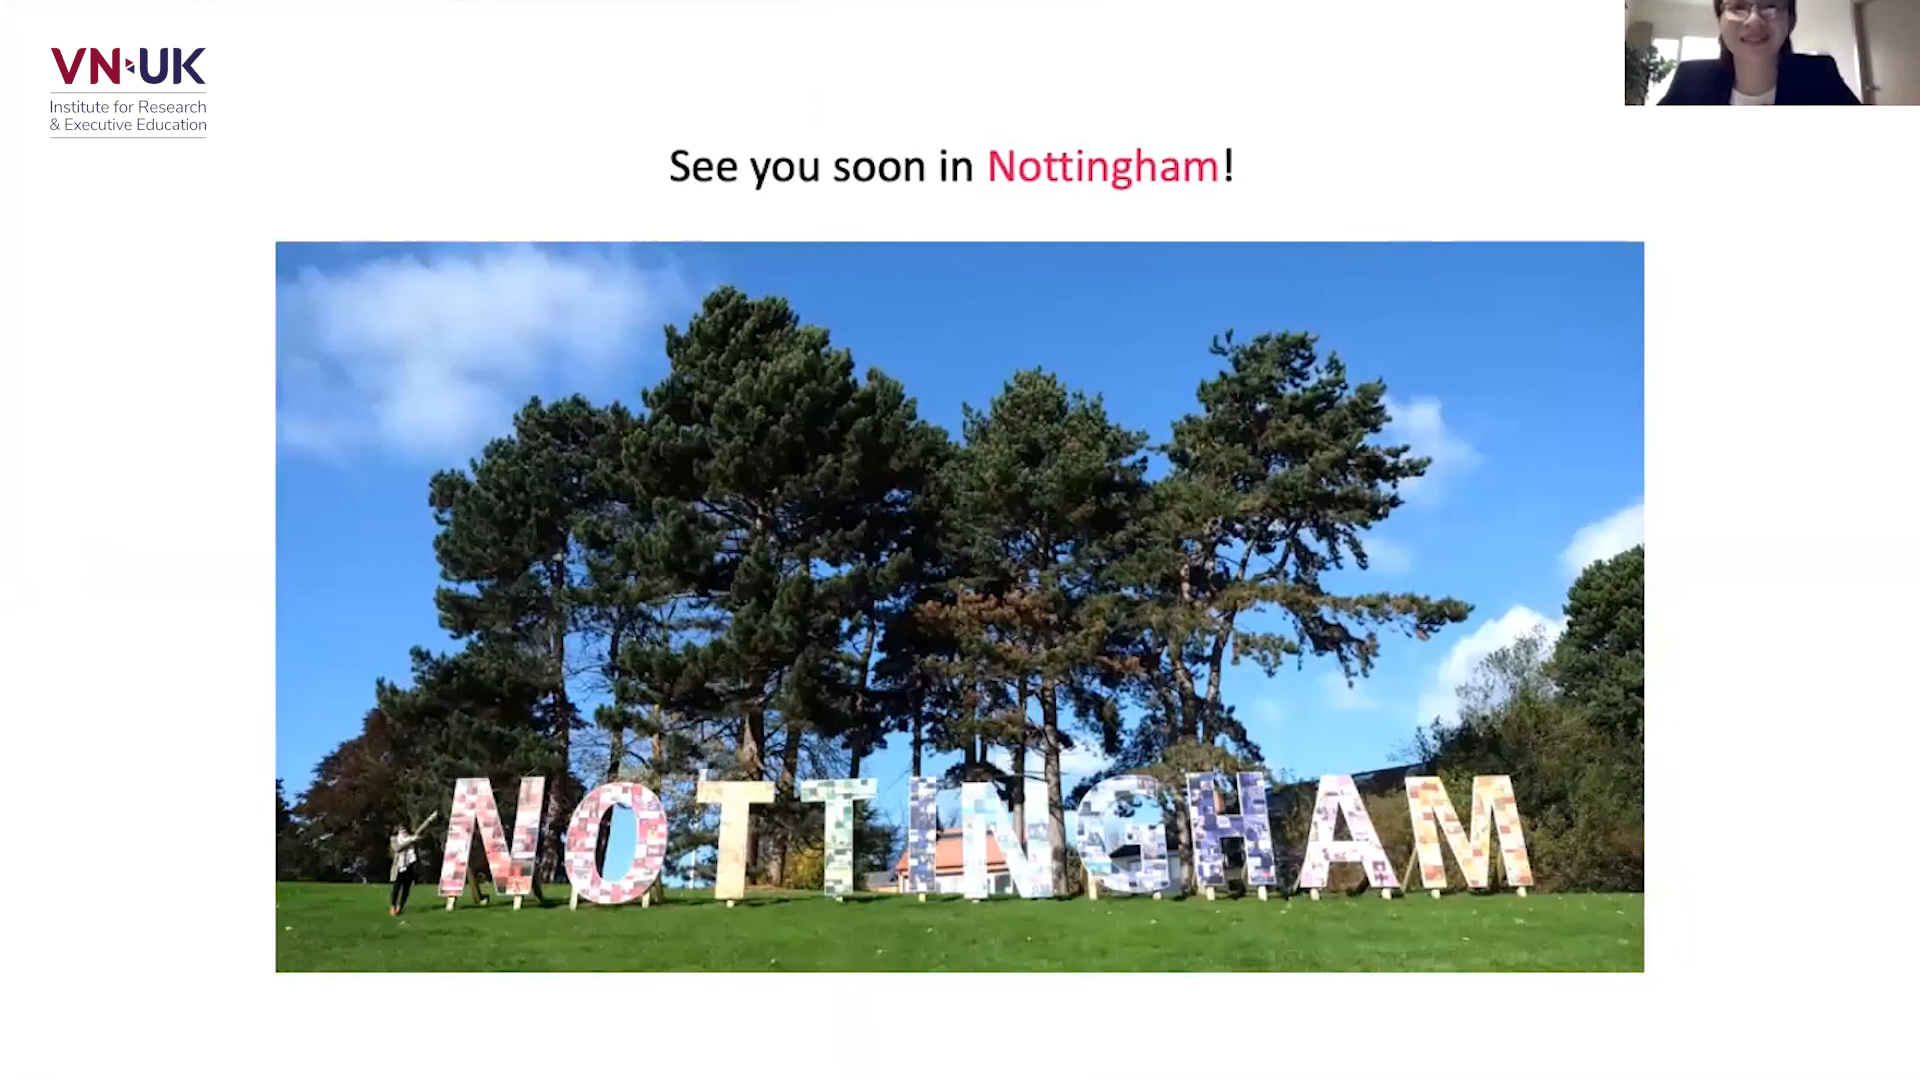 VN UK
Institute for Research
& Executive Education
See you soon in Nottingham!
NOTTINGHAM